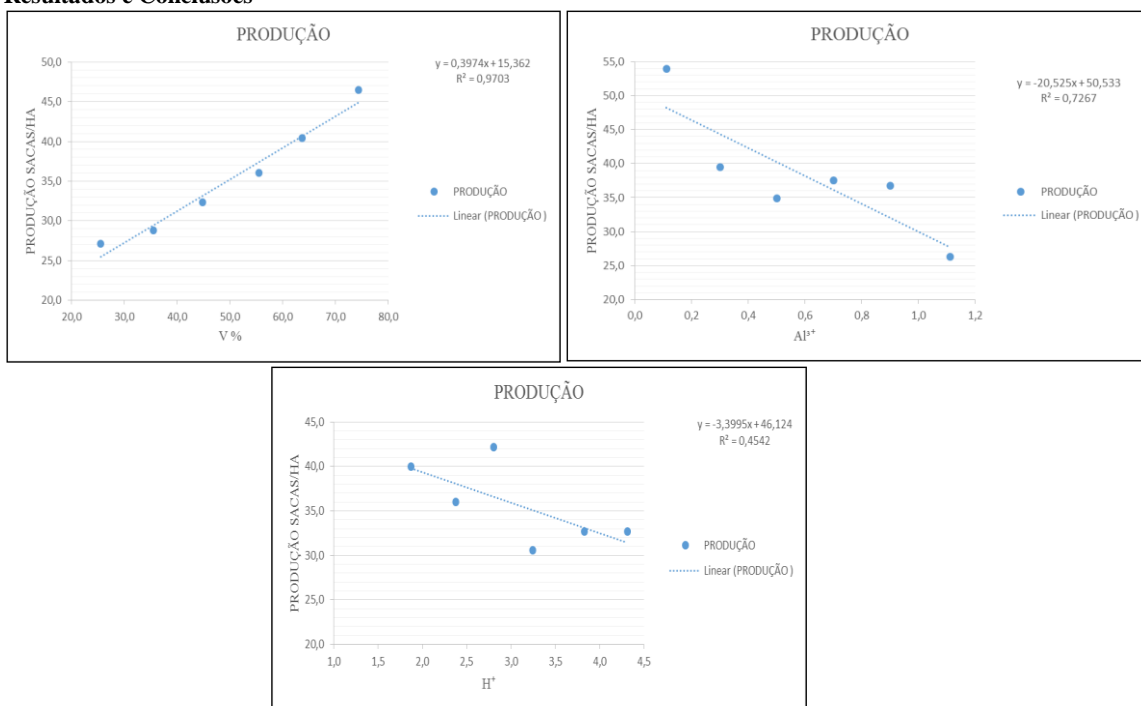 Resultados e Conclusões
PRODUÇÃO
y = 0,3974x + 15,362
R² = 0,9703
50,0
45,0
40,0
35,0
30,0
25,0
20,0
PRODUÇÃO SACAS/HA
PRODUÇÃO
Linear (PRODUÇÃO )
20,0 30,0 40,0 50,0 60,0 70,0 80,0
V %
PRODUÇÃO
y = -20,525x + 50,533
R² = 0,7267
55,0
50,0
45,0
40,0
35,0
30,0
25,0
20,0
PRODUÇÃO SACAS/HA
PRODUÇÃO
Linear (PRODUÇÃO )
0,0 0,2 0,4 0,6 0,8 1,0 1,2
Al³⁺
PRODUÇÃO
y = -3,3995x + 46,124
R² = 0,4542
45,0
40,0
35,0
30,0
25,0
20,0
PRODUÇÃO SACAS/HA
PRODUÇÃO
Linear (PRODUÇÃO )
1,0 1,5 2,0 2,5 3,0 3,5 4,0 4,5
H⁺